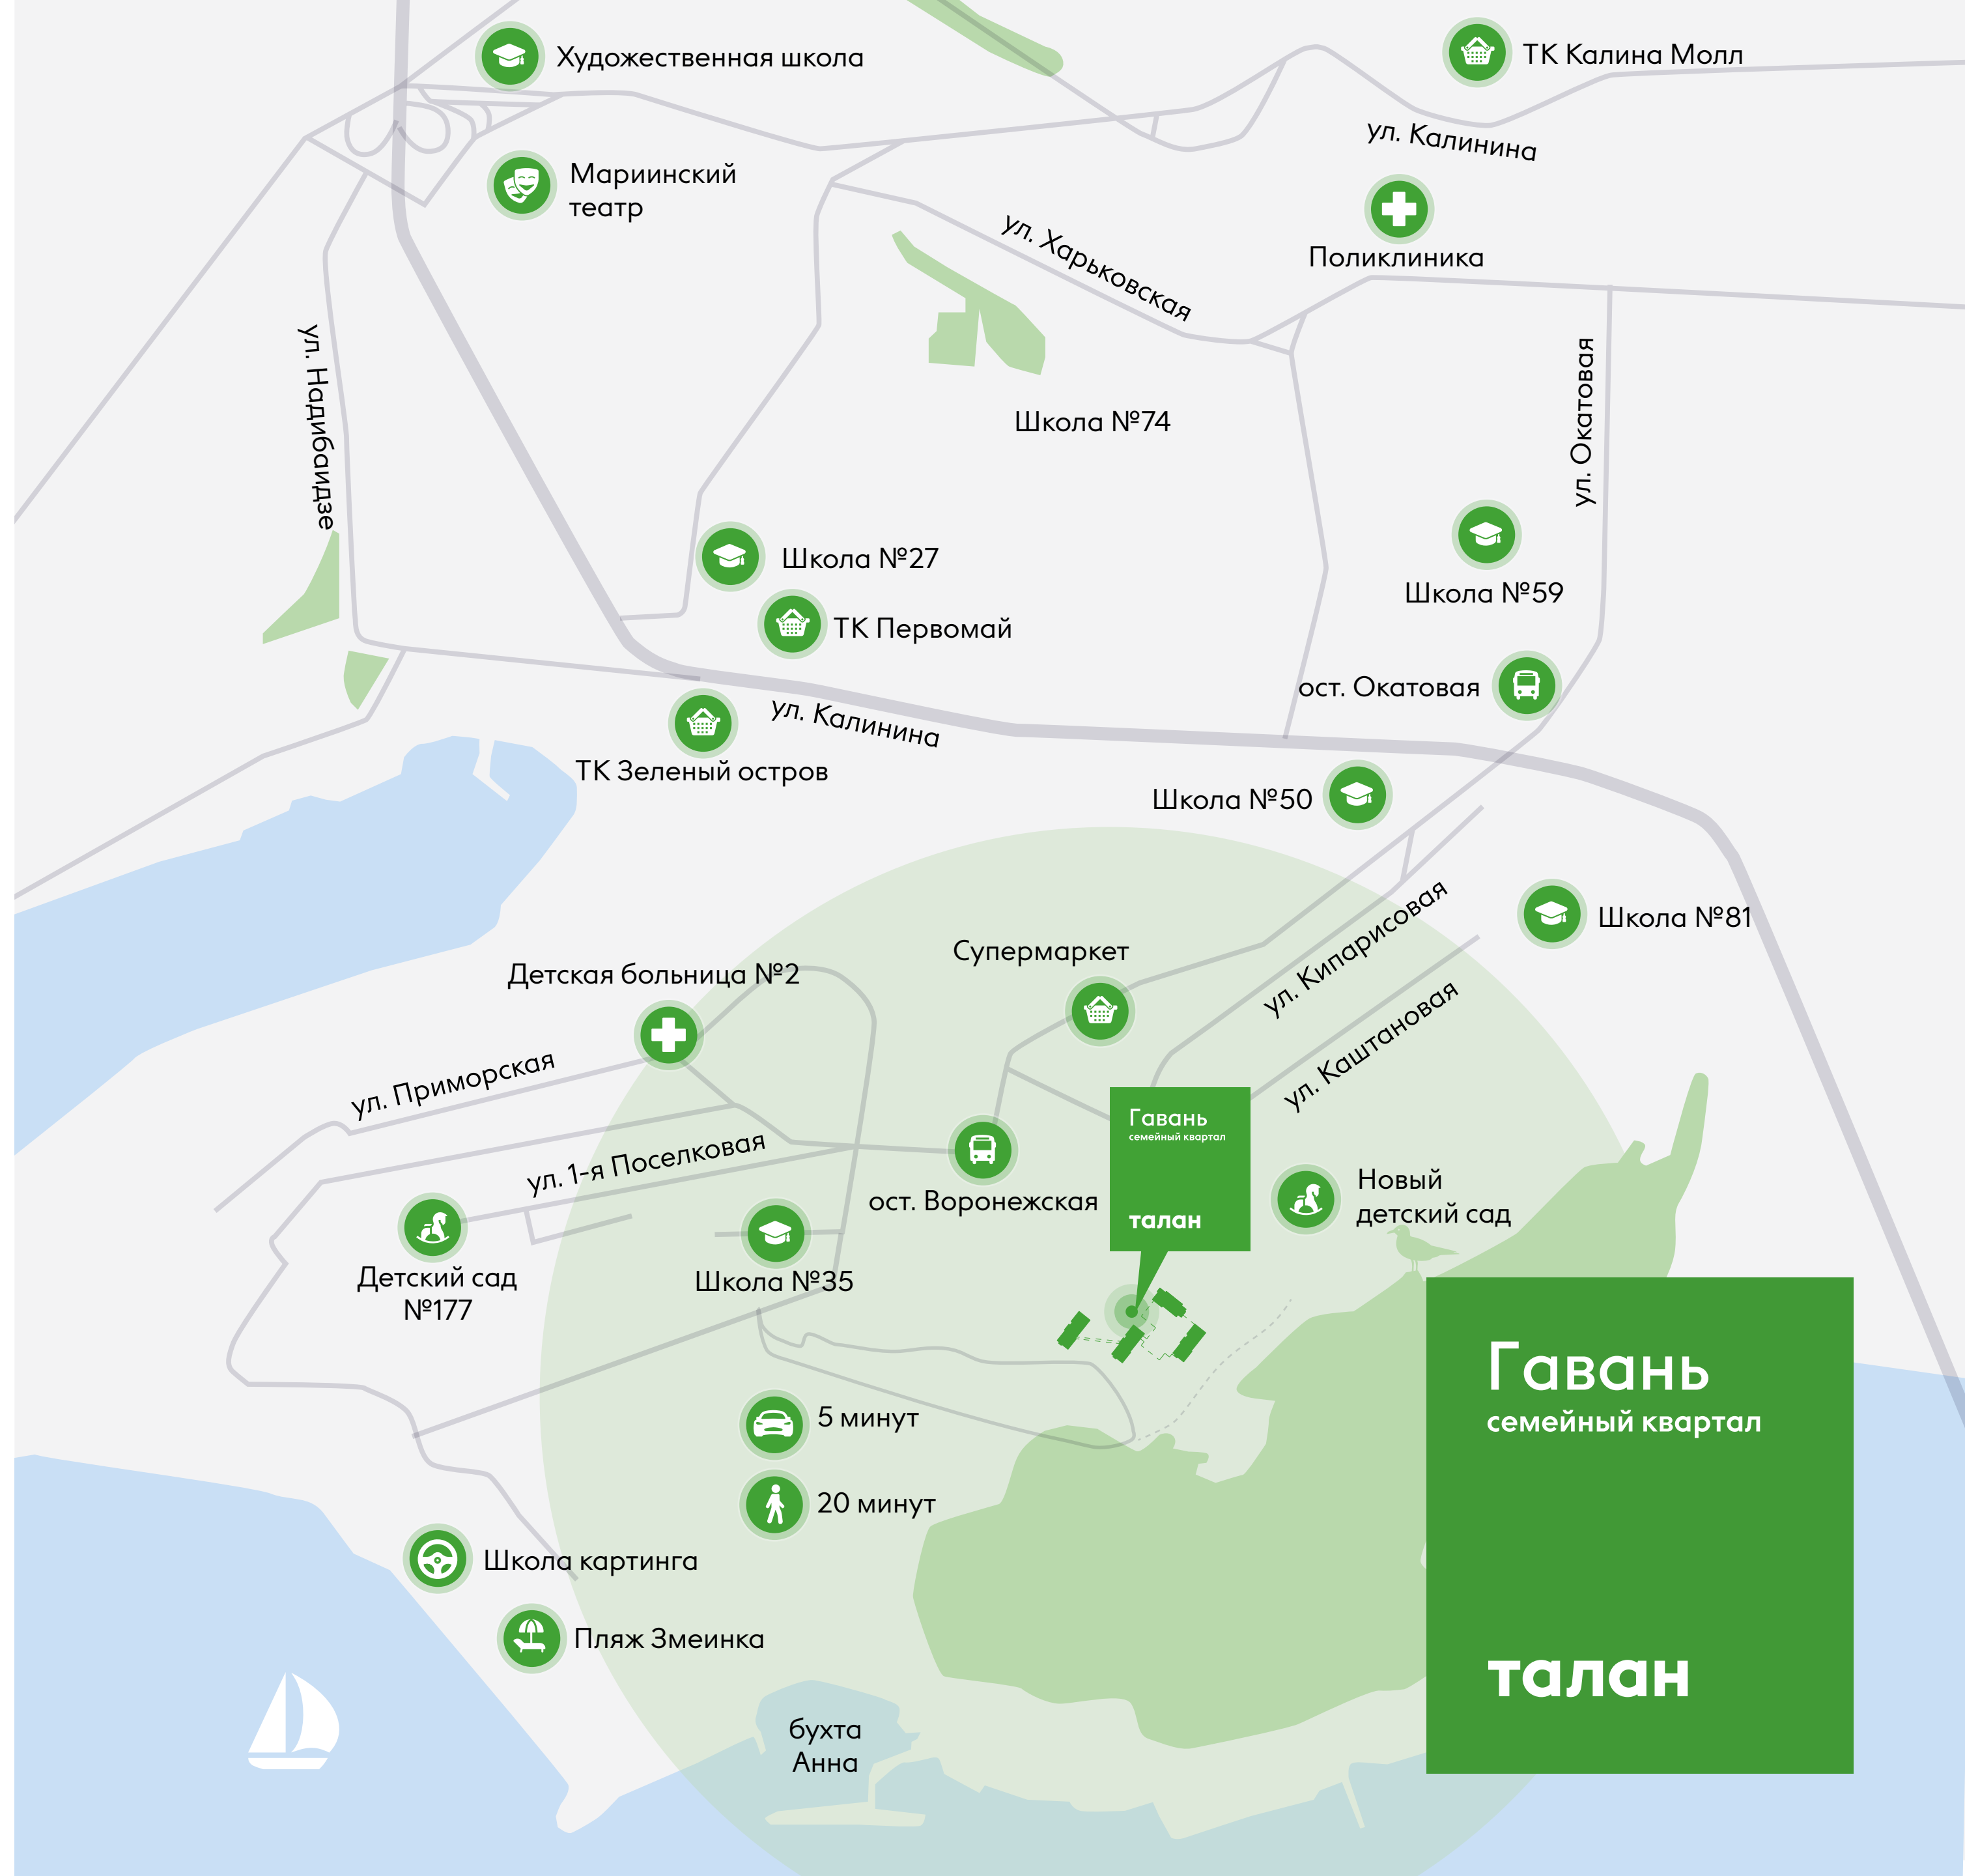 Художественная школа
ТК Калина Молл
ул. Калинина
Мариинский
театр
Поликлиника
ул. Харьковская
ул. Надибаидзе
ул. Окатовая
Школа №74
Школа №27
Школа №59
ТК Первомай
ост. Окатовая
ул. Калинина
ТК Зеленый остров
Школа №50
Школа №81
ул. Кипарисовая
Супермаркет
Детская больница №2
ул. Каштановая
ул. Приморская
Гавань
семейный квартал
талан
ул. 1-я Поселковая
ост. Воронежская
Новый
детский сад
Детский сад
№177
Школа №35
Гавань
семейный квартал
талан
5 минут
20 минут
Школа картинга
Пляж Змеинка
бухта
Анна